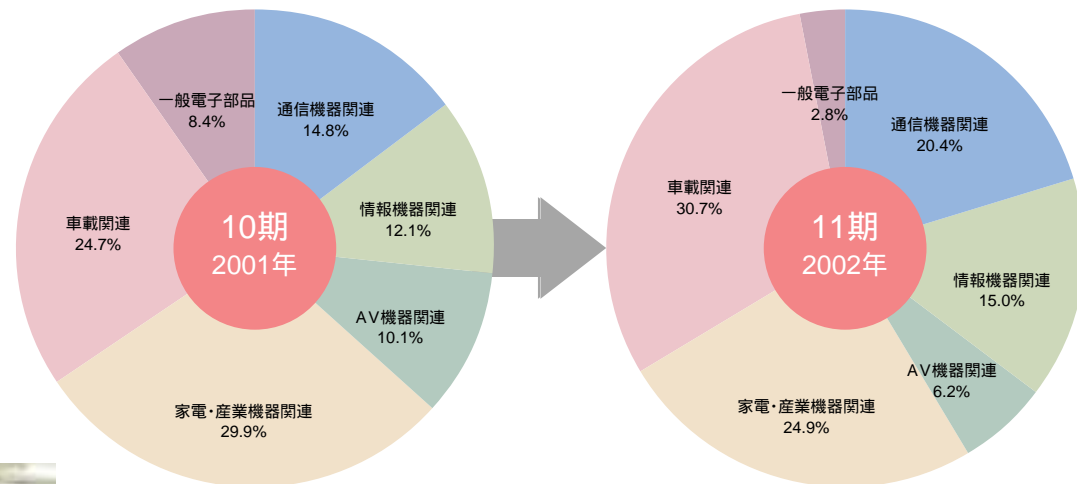 一般電子部品
8.4%
通信機器関連
14.8%
情報機器関連
12.1%
AV機器関連
10.1%
家電・産業機器関連
29.9%
車載関連
24.7%
10期
2001年
一般電子部品
2.8%
通信機器関連
20.4%
情報機器関連
15.0%
AV機器関連
6.2%
家電・産業機器関連
24.9%
車載関連
30.7%
11期
2002年